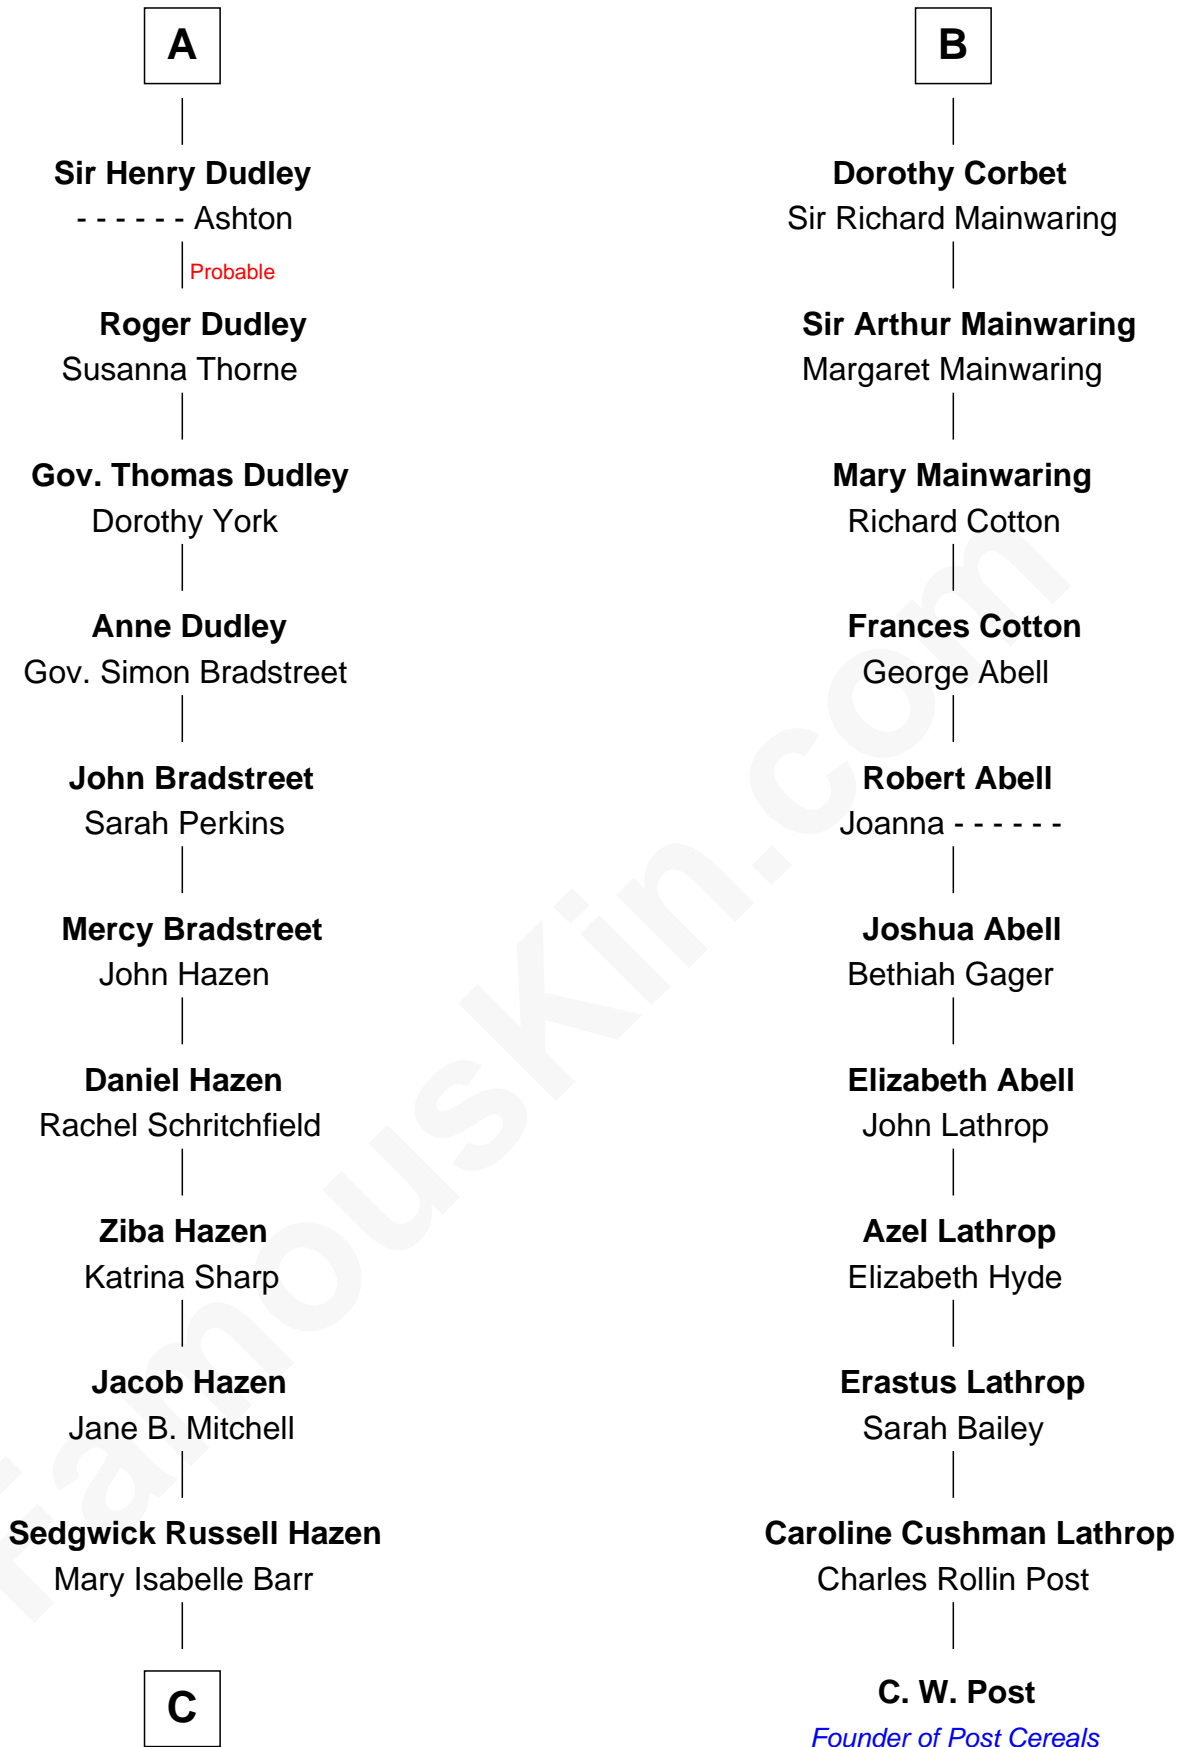 A
Sir Henry Dudley
- - - - - - Ashton
Probable
Roger Dudley
Susanna Thorne
Gov. Thomas Dudley
Dorothy York
Anne Dudley
Gov. Simon Bradstreet
John Bradstreet
Sarah Perkins
Mercy Bradstreet
John Hazen
Daniel Hazen
Rachel Schritchfield
Ziba Hazen
Katrina Sharp
Jacob Hazen
Jane B. Mitchell
Sedgwick Russell Hazen
Mary Isabelle Barr
C
B
Dorothy Corbet
Sir Richard Mainwaring
Sir Arthur Mainwaring
Margaret Mainwaring
Mary Mainwaring
Richard Cotton
Frances Cotton
George Abell
Robert Abell
Joanna - - - - - -
Joshua Abell
Bethiah Gager
Elizabeth Abell
John Lathrop
Azel Lathrop
Elizabeth Hyde
Erastus Lathrop
Sarah Bailey
Caroline Cushman Lathrop
Charles Rollin Post
C. W. Post
Founder of Post Cereals
FamousKin.com